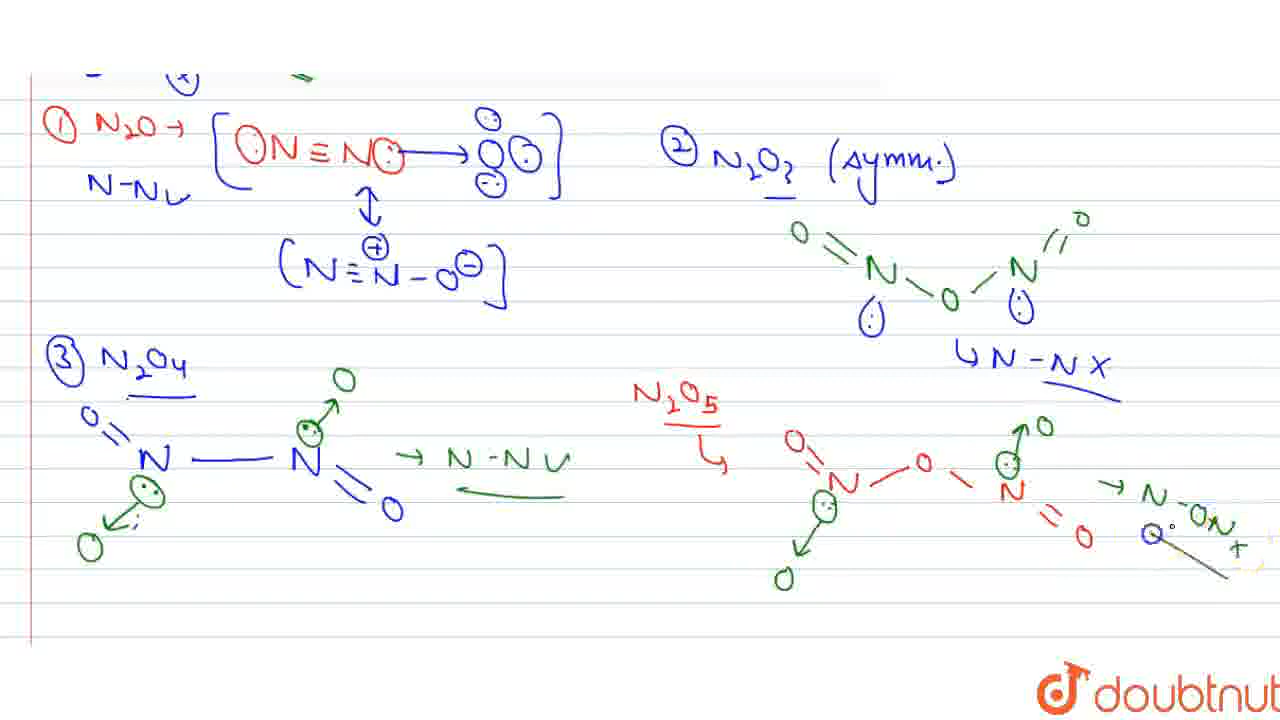 ① N₂O → [:N≡N: → O]
N-N✓
↕
(N≡N⊕-O⊖]
② N₂O₃ (symm.)
O=N-O-N=O
↳ N-N ×
③ N₂O₄
O
O
N — N → N-N ✓
O
O
N₂O₅
↳
O
O
O
N N → N-O-N
O
O
doubtnut